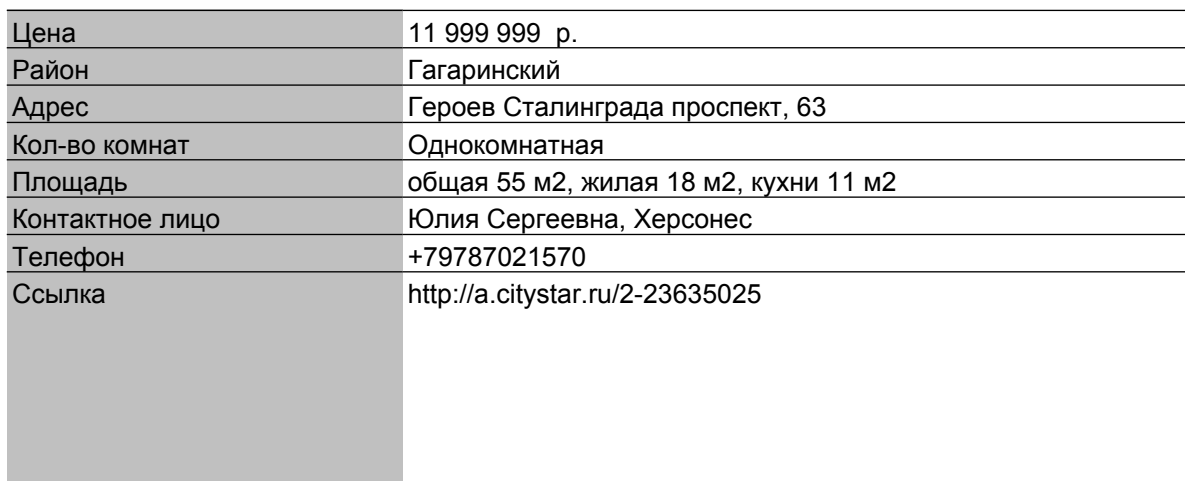 Цена 11 999 999 р.
Район Гагаринский
Адрес Героев Сталинграда проспект, 63
Кол-во комнат Однокомнатная
Площадь общая 55 м2, жилая 18 м2, кухни 11 м2
Контактное лицо Юлия Сергеевна, Херсонес
Телефон +79787021570
Ссылка http://a.citystar.ru/2-23635025